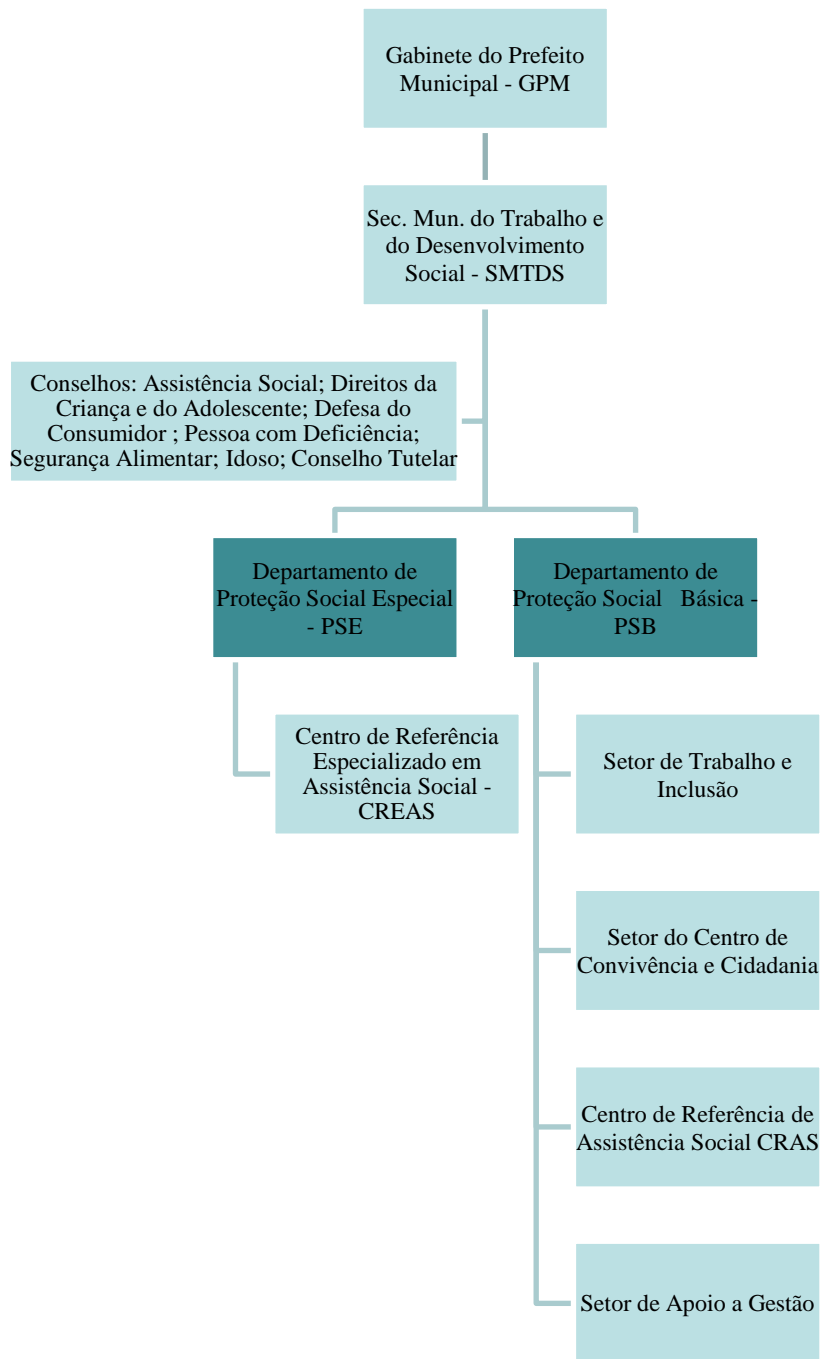 Gabinete do Prefeito
Municipal - GPM
Sec. Mun. do Trabalho e
do Desenvolvimento
Social - SMTDS
Conselhos: Assistência Social; Direitos da
Criança e do Adolescente; Defesa do
Consumidor ; Pessoa com Deficiência;
Segurança Alimentar; Idoso; Conselho Tutelar
Departamento de
Proteção Social Especial
- PSE
Departamento de
Proteção Social   Básica -
PSB
Centro de Referência
Especializado em
Assistência Social -
CREAS
Setor de Trabalho e
Inclusão
Setor do Centro de
Convivência e Cidadania
Centro de Referência de
Assistência Social CRAS
Setor de Apoio a Gestão